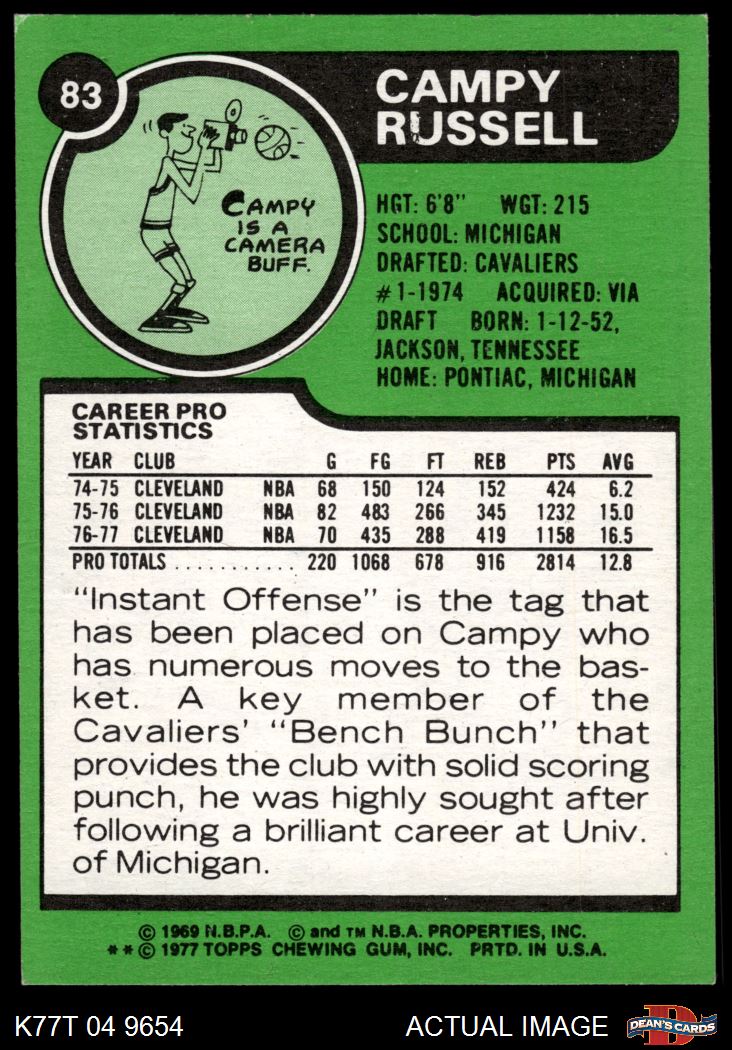 83
CAMPY
RUSSELL
CAMPY
IS A
CAMERA
BUFF.
HGT: 6'8" WGT: 215
SCHOOL: MICHIGAN
DRAFTED: CAVALIERS
#1-1974 ACQUIRED: VIA
DRAFT BORN: 1-12-52,
JACKSON, TENNESSEE
HOME: PONTIAC, MICHIGAN
CAREER PRO
STATISTICS
YEAR CLUB G FG FT REB PTS AVG
74-75 CLEVELAND NBA 68 150 124 152 424 6.2
75-76 CLEVELAND NBA 82 483 266 345 1232 15.0
76-77 CLEVELAND NBA 70 435 288 419 1158 16.5
PRO TOTALS ........... 220 1068 678 916 2814 12.8
"Instant Offense" is the tag that
has been placed on Campy who
has numerous moves to the bas-
ket. A key member of the
Cavaliers' "Bench Bunch" that
provides the club with solid scoring
punch, he was highly sought after
following a brilliant career at Univ.
of Michigan.
© 1969 N.B.P.A. © and TM N.B.A. PROPERTIES, INC.
**© 1977 TOPPS CHEWING GUM, INC. PRTD. IN U.S.A.
K77T 04 9654 ACTUAL IMAGE D DEAN'S CARDS